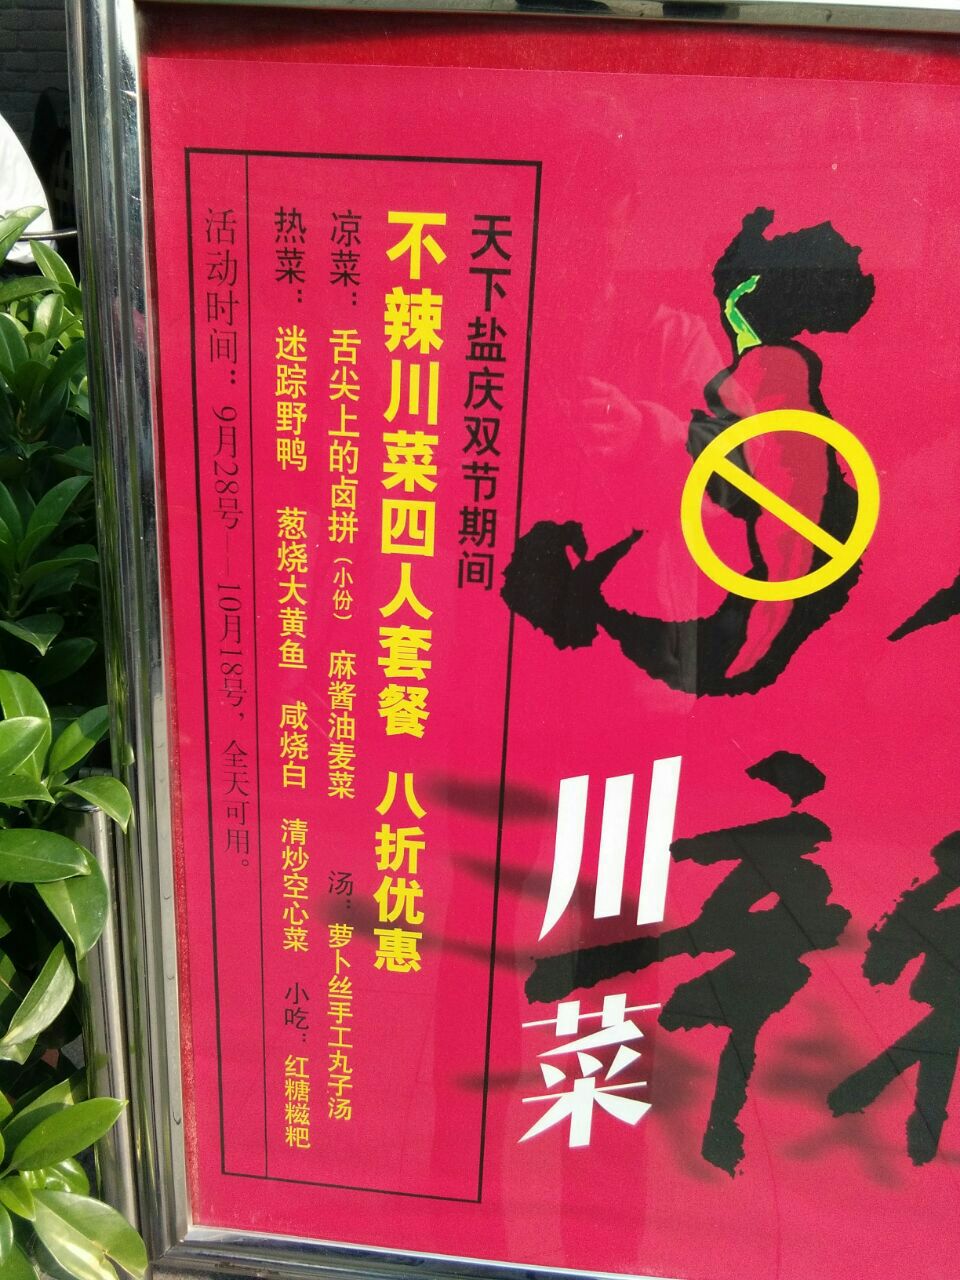 天下盐庆双节期间
不辣川菜四人套餐 八折优惠
凉菜：舌尖上的卤拼（小份） 麻酱油麦菜 汤：萝卜丝手工丸子汤
热菜：迷踪野鸭 葱烧大黄鱼 咸烧白 清炒空心菜 小吃：红糖糍粑
活动时间：9月28号——10月18号，全天可用。
川菜